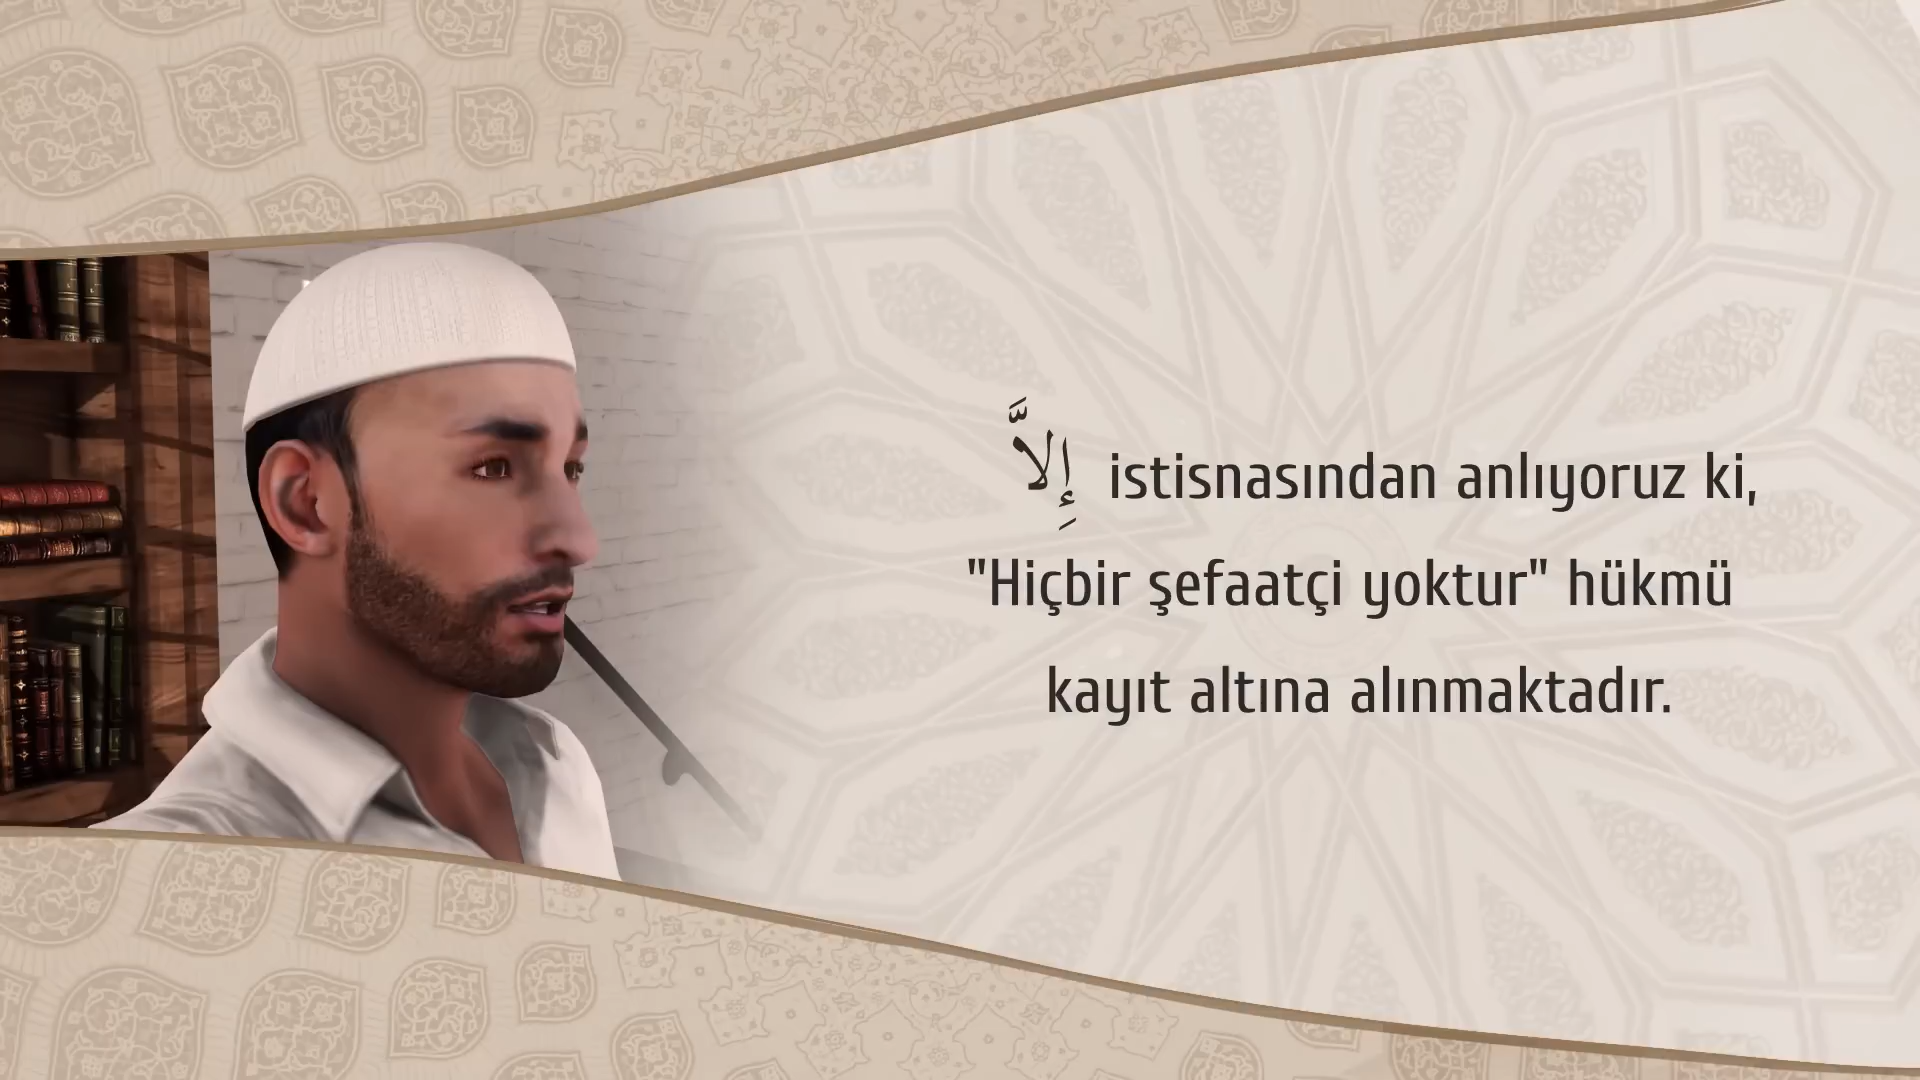 إِلاَّ istisnasından anlıyoruz ki,
"Hiçbir şefaatçi yoktur" hükmü
kayıt altına alınmaktadır.